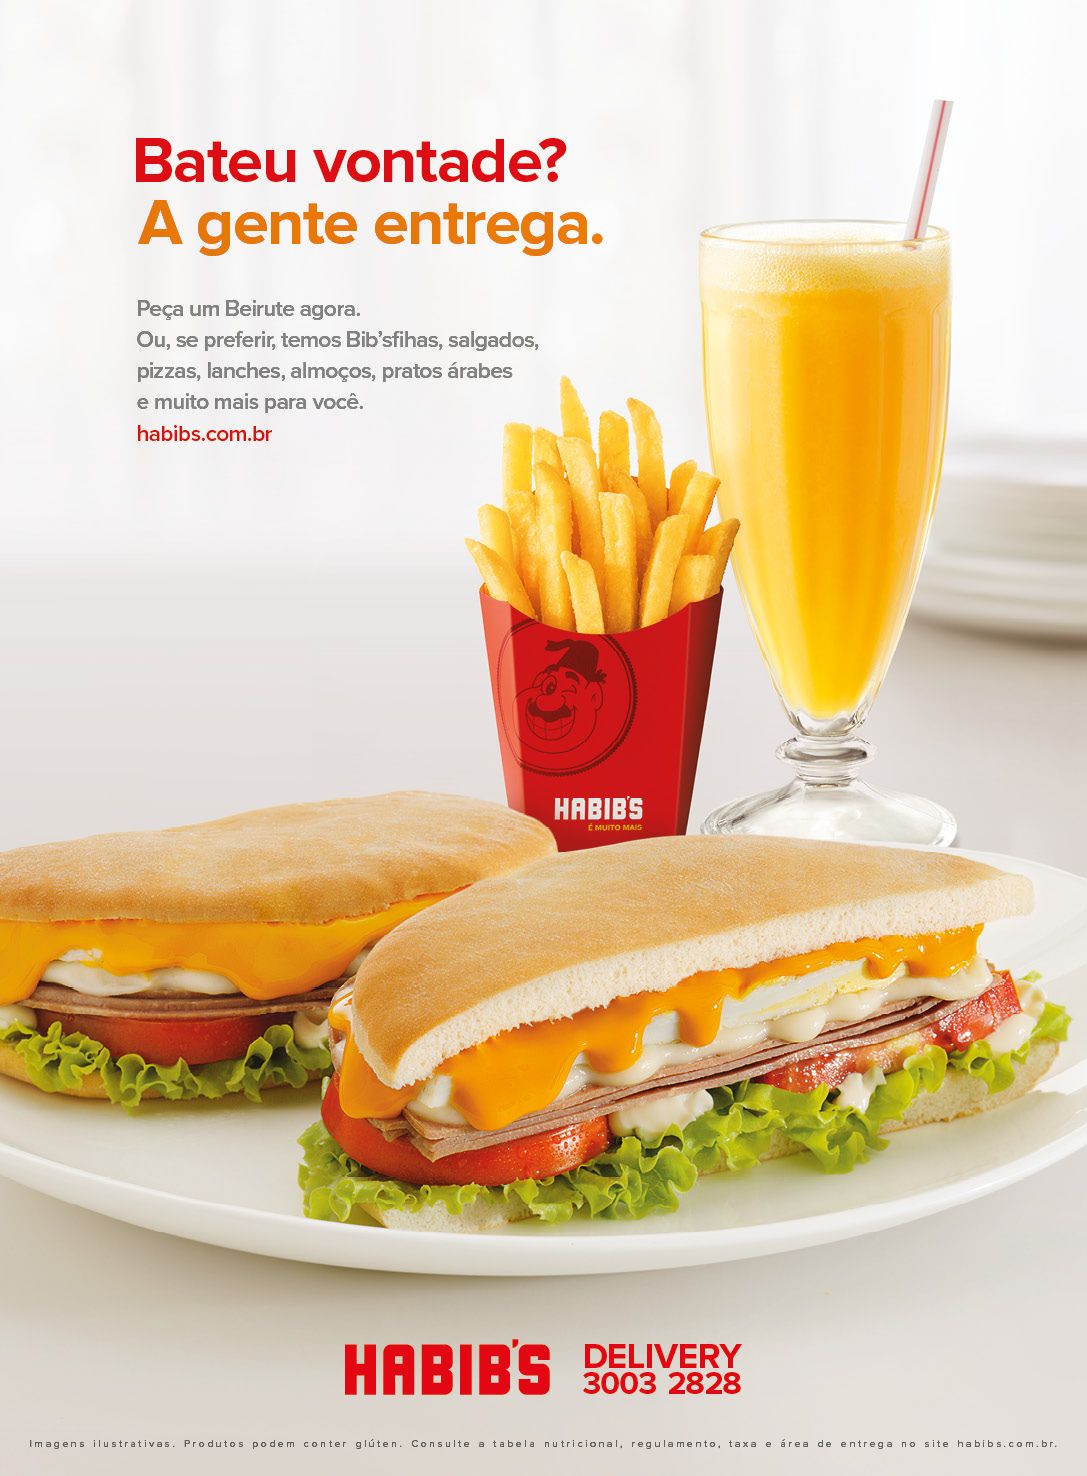 Bateu vontade?
A gente entrega.
Peça um Beirute agora.
Ou, se preferir, temos Bib'sfihas, salgados,
pizzas, lanches, almoços, pratos árabes
e muito mais para você.
habibs.com.br
HABIB'S
É MUITO MAIS
HABIB'S
DELIVERY
3003 2828
Imagens ilustrativas. Produtos podem conter glúten. Consulte a tabela nutricional, regulamento, taxa e área de entrega no site habibs.com.br.